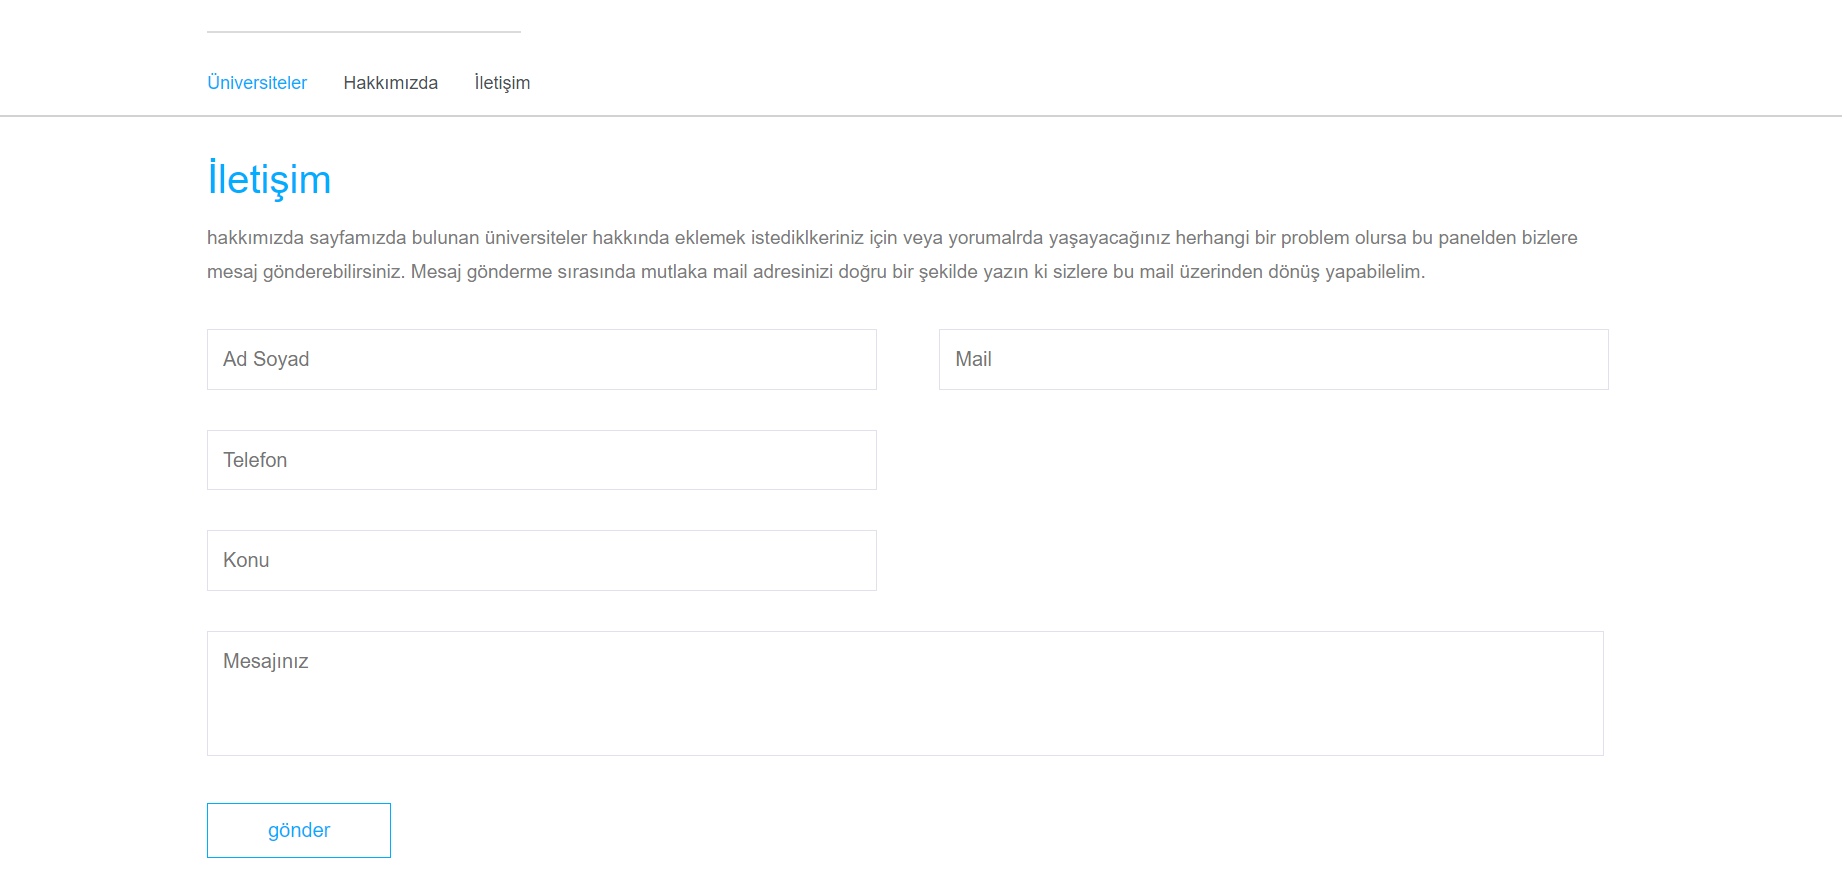 Üniversiteler Hakkımızda İletişim
İletişim
hakkımızda sayfamızda bulunan üniversiteler hakkında eklemek istediklkeriniz için veya yorumalrda yaşayacağınız herhangi bir problem olursa bu panelden bizlere
mesaj gönderebilirsiniz. Mesaj gönderme sırasında mutlaka mail adresinizi doğru bir şekilde yazın ki sizlere bu mail üzerinden dönüş yapabilelim.
Ad Soyad Mail
Telefon
Konu
Mesajınız
gönder